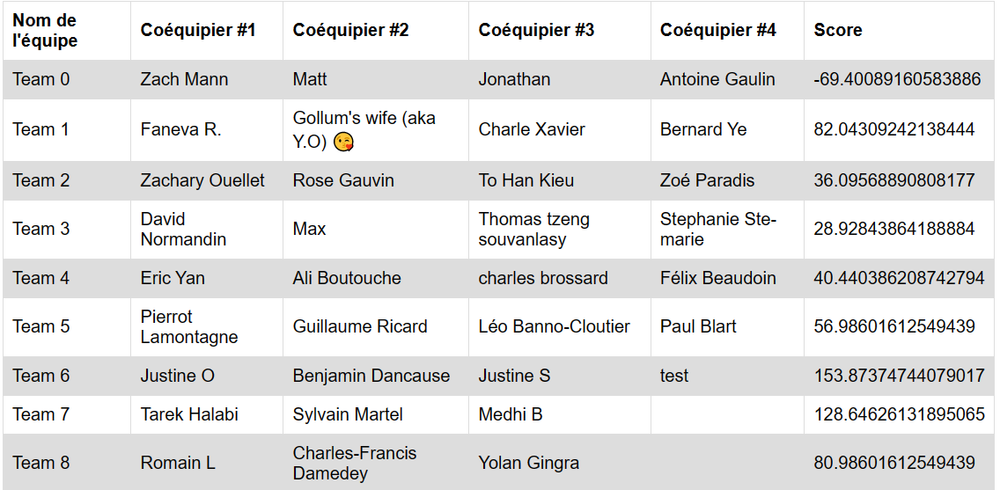 Nom de l'équipe Coéquipier #1 Coéquipier #2 Coéquipier #3 Coéquipier #4 Score
Team 0 Zach Mann Matt Jonathan Antoine Gaulin -69.40089160583886
Team 1 Faneva R. Gollum's wife (aka Y.O) 😘 Charle Xavier Bernard Ye 82.04309242138444
Team 2 Zachary Ouellet Rose Gauvin To Han Kieu Zoé Paradis 36.09568890808177
Team 3 David Normandin Max Thomas tzeng souvanlasy Stephanie Ste-marie 28.92843864188884
Team 4 Eric Yan Ali Boutouche charles brossard Félix Beaudoin 40.440386208742794
Team 5 Pierrot Lamontagne Guillaume Ricard Léo Banno-Cloutier Paul Blart 56.98601612549439
Team 6 Justine O Benjamin Dancause Justine S test 153.87374744079017
Team 7 Tarek Halabi Sylvain Martel Medhi B 128.64626131895065
Team 8 Romain L Charles-Francis Damedey Yolan Gingra 80.98601612549439